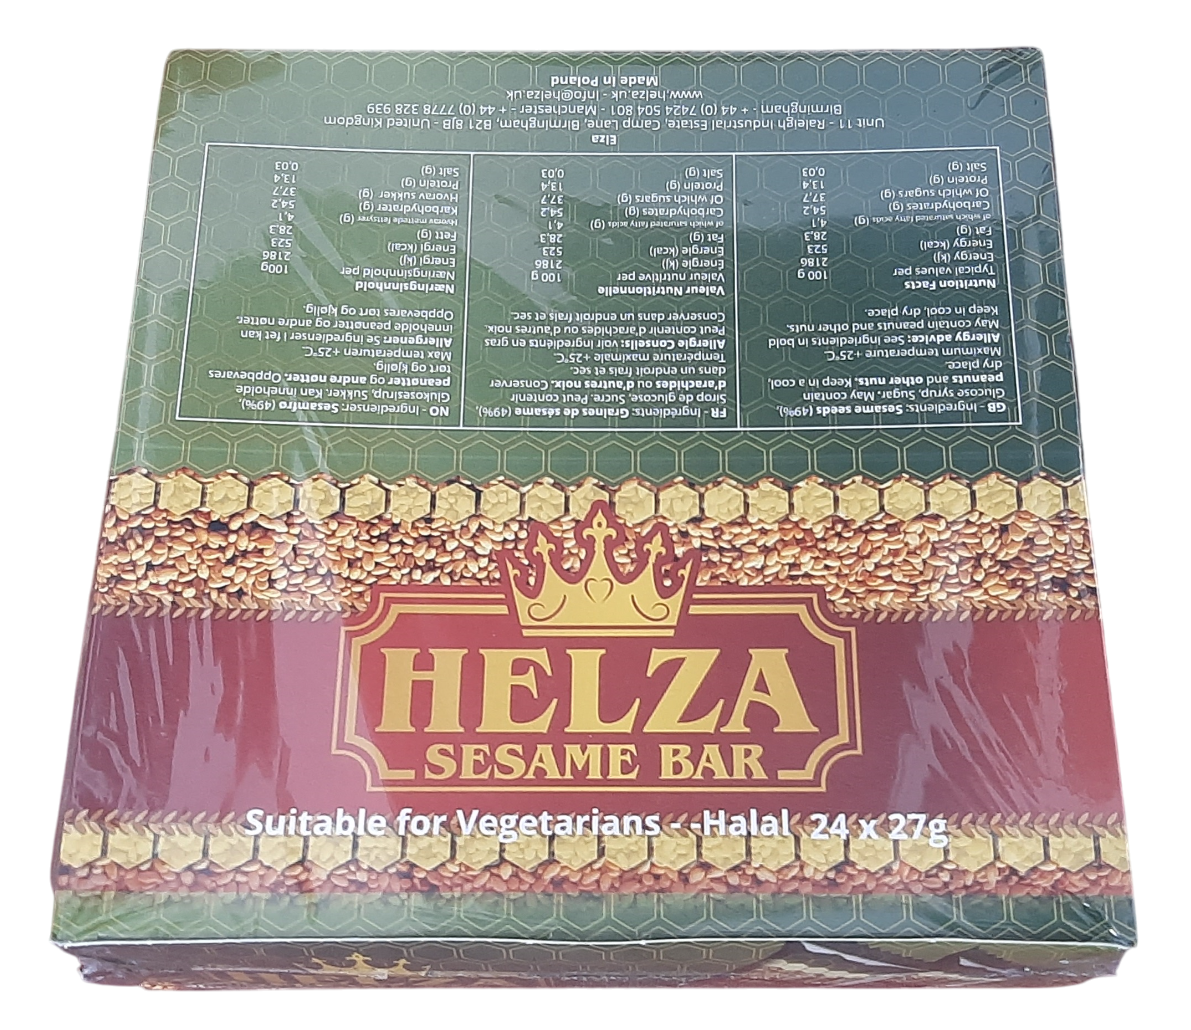 HELZA
SESAME BAR
Suitable for Vegetarians - -Halal 24 x 27g
GB- Ingredients: Sesame seeds (49%),
Glucose syrup, Sugar. May contain
peanuts and other nuts. Keep in a cool,
dry place.
Maximum temperature +25°C
Allergy advice: See ingredients in bold
May contain peanuts and other nuts.
Keep in cool, dry place.
Nutrition Facts
Typical values per 100 g
Energy (kJ) 2186
Energy (kcal) 523
Fat (g) 28.3
of which saturated fatty acids (g) 4,1
Carbohydrates (g) 54,2
Of which sugars (g) 37,7
Protein (g) 13,4
Salt (g) 0,03
FR - Ingrédients: Graines de sésame (49%),
Sirop de glucose, Sucre. Peut contenir
d'arachides ou d'autres noix. Conserver
dans un endroit frais et sec.
Température maximale +25°C
Allergie Conseils: voir ingrédients en gras
Peut contenir d'arachides ou d'autres noix.
Conserver dans un endroit frais et sec.
Valeur Nutritionnelle
Valeur nutritive per 100 g
Énergie (kJ) 2186
Énergie (kcal) 523
Fat (g) 28,3
of which saturated fatty acids (g) 4,1
Carbohydrates (g) 54,2
Of which sugars (g) 37,7
Protein (g) 13,4
Salt (g) 0,03
NO - Ingredienser: Sesamfrø (49%),
Glukosesirup, Sukker. Kan inneholde
peanøtter og andre nøtter. Oppbevares
tørt og kjølig.
Max temperaturen +25°C.
Allergener: Se ingredienser i fet kan
inneholde peanøtter og andre nøtter.
Oppbevares tørt og kjølig.
Næringsinnhold
Næringsinnhold per 100g
Energi (kJ) 2186
Energi (kcal) 523
Fett (g) 28.3
Hvorav mettede fettsyrer (g) 4,1
Karbohydrater (g) 54,2
Hvorav sukker (g) 37,7
Protein (g) 13,4
Salt (g) 0,03
Elza
Unit 11 - Raleigh Industrial Estate, Camp Lane, Birmingham, B21 8JB - United Kingdom
Birmingham - + 44 (0) 7424 504 801 - Manchester - + 44 (0) 7778 328 939
www.helza.uk - info@helza.uk
Made in Poland
HELZA